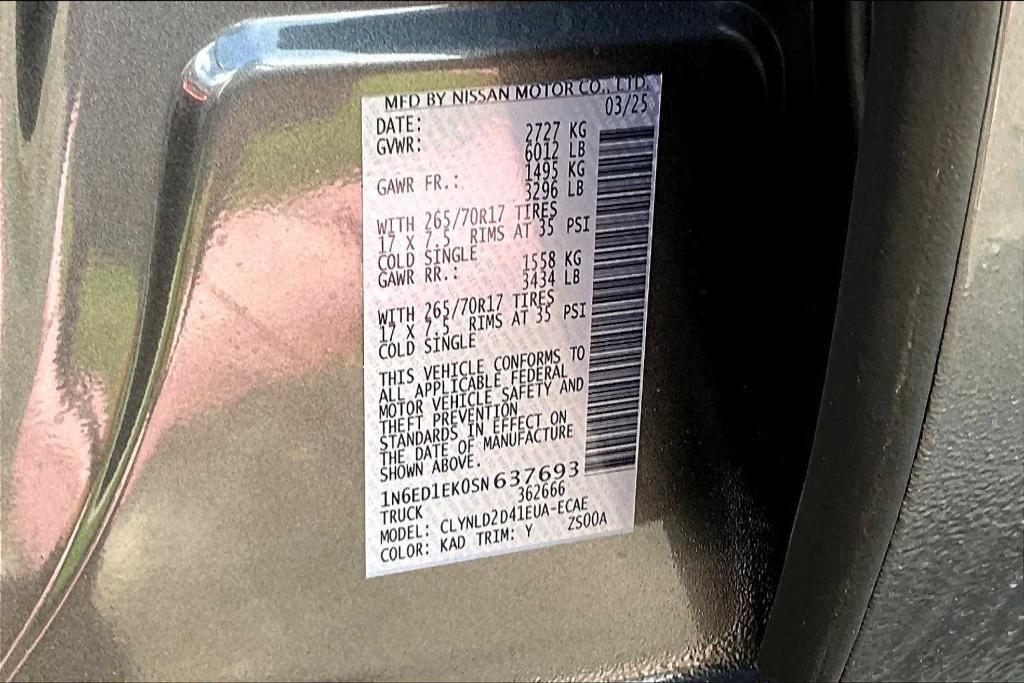 MFD BY NISSAN MOTOR CO., LTD.
DATE: 03/25
GVWR: 2727 KG
6012 LB
GAWR FR.: 1495 KG
3296 LB
WITH 265/70R17 TIRES
17 X 7.5 RIMS AT 35 PSI
COLD SINGLE
GAWR RR.: 1558 KG
3434 LB
WITH 265/70R17 TIRES
17 X 7.5 RIMS AT 35 PSI
COLD SINGLE
THIS VEHICLE CONFORMS TO
ALL APPLICABLE FEDERAL
MOTOR VEHICLE SAFETY AND
THEFT PREVENTION
STANDARDS IN EFFECT ON
THE DATE OF MANUFACTURE
SHOWN ABOVE.
1N6ED1EK0SN637693
TRUCK 362666
MODEL: CLYNLD2D41EUA-ECAE
COLOR: KAD TRIM: Y ZS00A